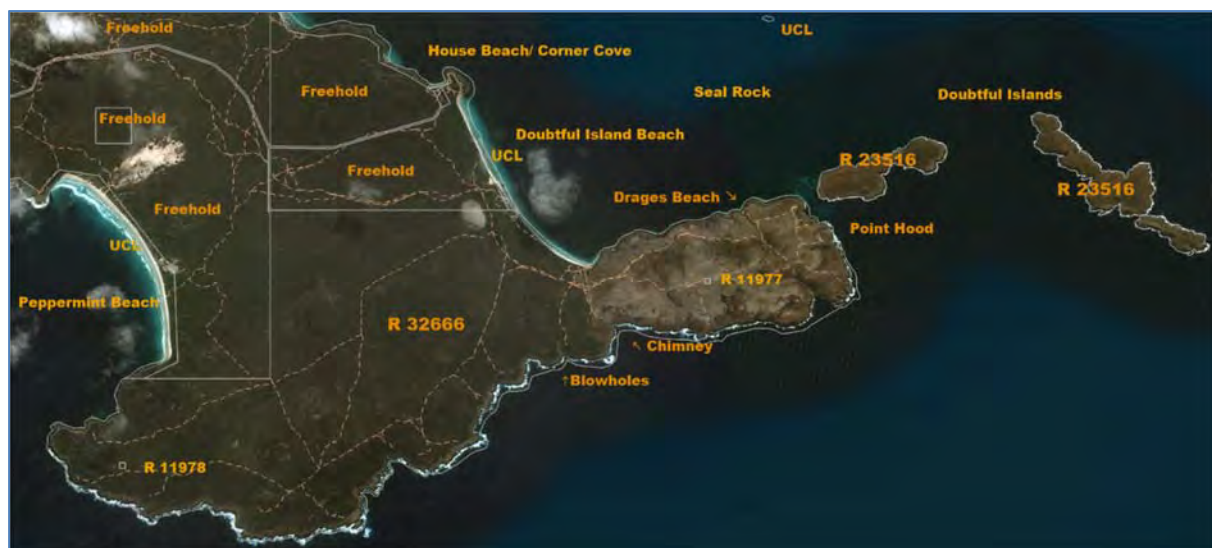 Freehold
UCL
House Beach/ Corner Cove
Freehold
Seal Rock
Doubtful Islands
Freehold
Doubtful Island Beach
UCL
R 23516
Freehold
R 23516
Drages Beach ↘
Freehold
Point Hood
UCL
R 11977
Peppermint Beach
R 32666
↖ Chimney
↑Blowholes
R 11978